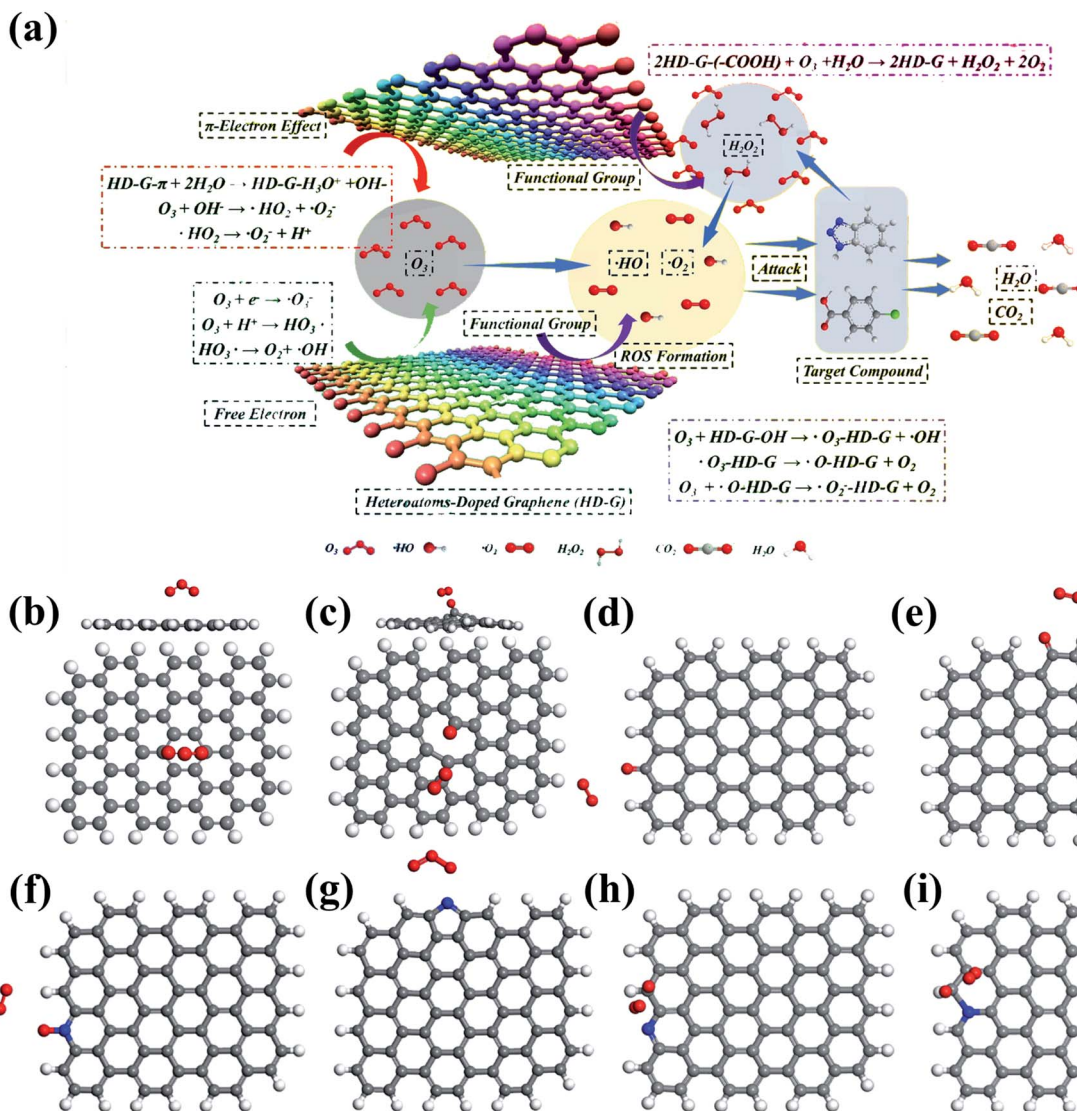 (a)
2HD-G-(-COOH) + O₃ +H₂O → 2HD-G + H₂O₂ + 2O₂
π-Electron Effect
H₂O₂
Functional Group
HD-G-π + 2H₂O → HD-G-H₃O⁺ +OH-
O₃ + OH⁻ → · HO₂ + ·O₂⁻
· HO₂ → ·O₂⁻ + H⁺
O₃
·HO
·O₂
Attack
H₂O
CO₂
O₃ + e⁻ → ·O₃⁻
O₃ + H⁺ → HO₃ ·
HO₃ · → O₂ + ·OH
Functional Group
ROS Formation
Target Compound
Free Electron
O₃ + HD-G-OH → · O₃-HD-G + ·OH
· O₃-HD-G → · O-HD-G + O₂
O₃ + · O-HD-G → · O₂⁻-HD-G + O₂
Heteroatoms-Doped Graphene (HD-G)
O₃ ·HO ·O₂ H₂O₂ CO₂ H₂O
(b) (c) (d) (e)
(f) (g) (h) (i)